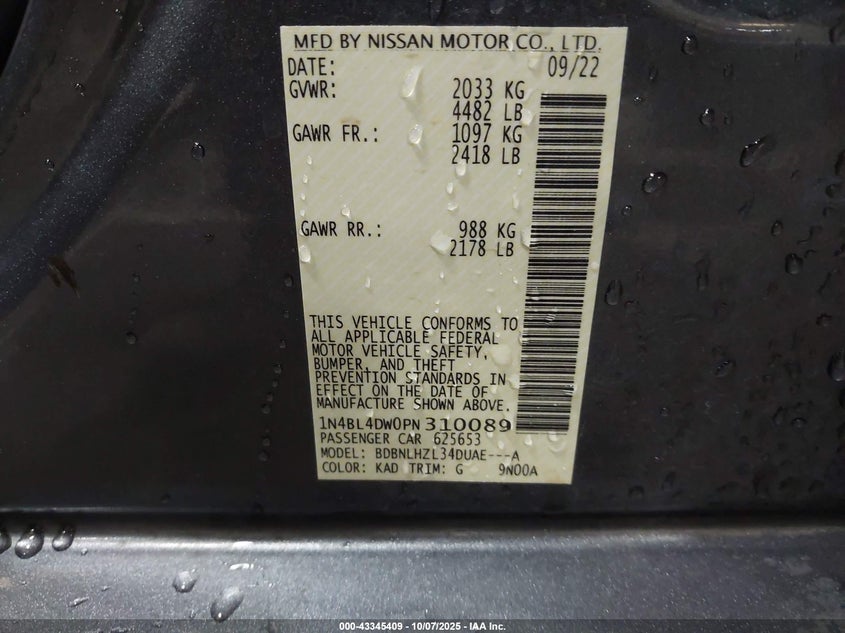 MFD BY NISSAN MOTOR CO., LTD.
DATE: 09/22
GVWR: 2033 KG
4482 LB
GAWR FR.: 1097 KG
2418 LB
GAWR RR.: 988 KG
2178 LB
THIS VEHICLE CONFORMS TO
ALL APPLICABLE FEDERAL
MOTOR VEHICLE SAFETY,
BUMPER, AND THEFT
PREVENTION STANDARDS IN
EFFECT ON THE DATE OF
MANUFACTURE SHOWN ABOVE.
1N4BL4DW0PN310089
PASSENGER CAR 625653
MODEL: BDBNLHZL34DUAE---A
COLOR: KAD TRIM: G 9N00A
000-43345409 - 10/07/2025 - IAA Inc.